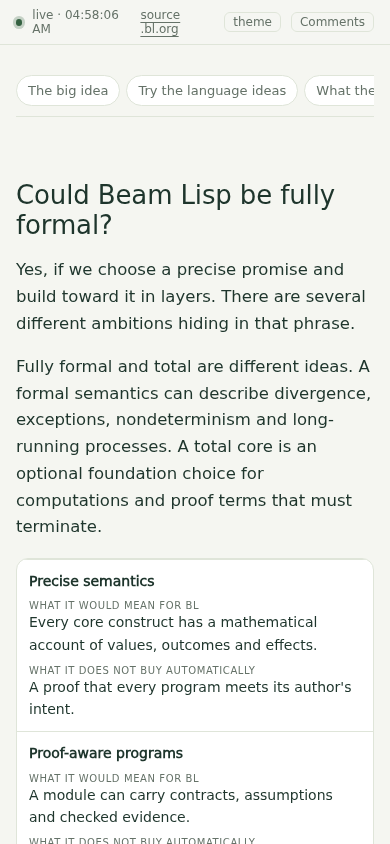 live · 04:58:06 AM
source .bl.org
theme
Comments
The big idea
Try the language ideas
What the
Could Beam Lisp be fully
formal?
Yes, if we choose a precise promise and
build toward it in layers. There are several
different ambitions hiding in that phrase.
Fully formal and total are different ideas. A
formal semantics can describe divergence,
exceptions, nondeterminism and long-
running processes. A total core is an
optional foundation choice for
computations and proof terms that must
terminate.
Precise semantics
WHAT IT WOULD MEAN FOR BL
Every core construct has a mathematical
account of values, outcomes and effects.
WHAT IT DOES NOT BUY AUTOMATICALLY
A proof that every program meets its author's
intent.
Proof-aware programs
WHAT IT WOULD MEAN FOR BL
A module can carry contracts, assumptions
and checked evidence.
WHAT IT DOES NOT BUY AUTOMATICALLY